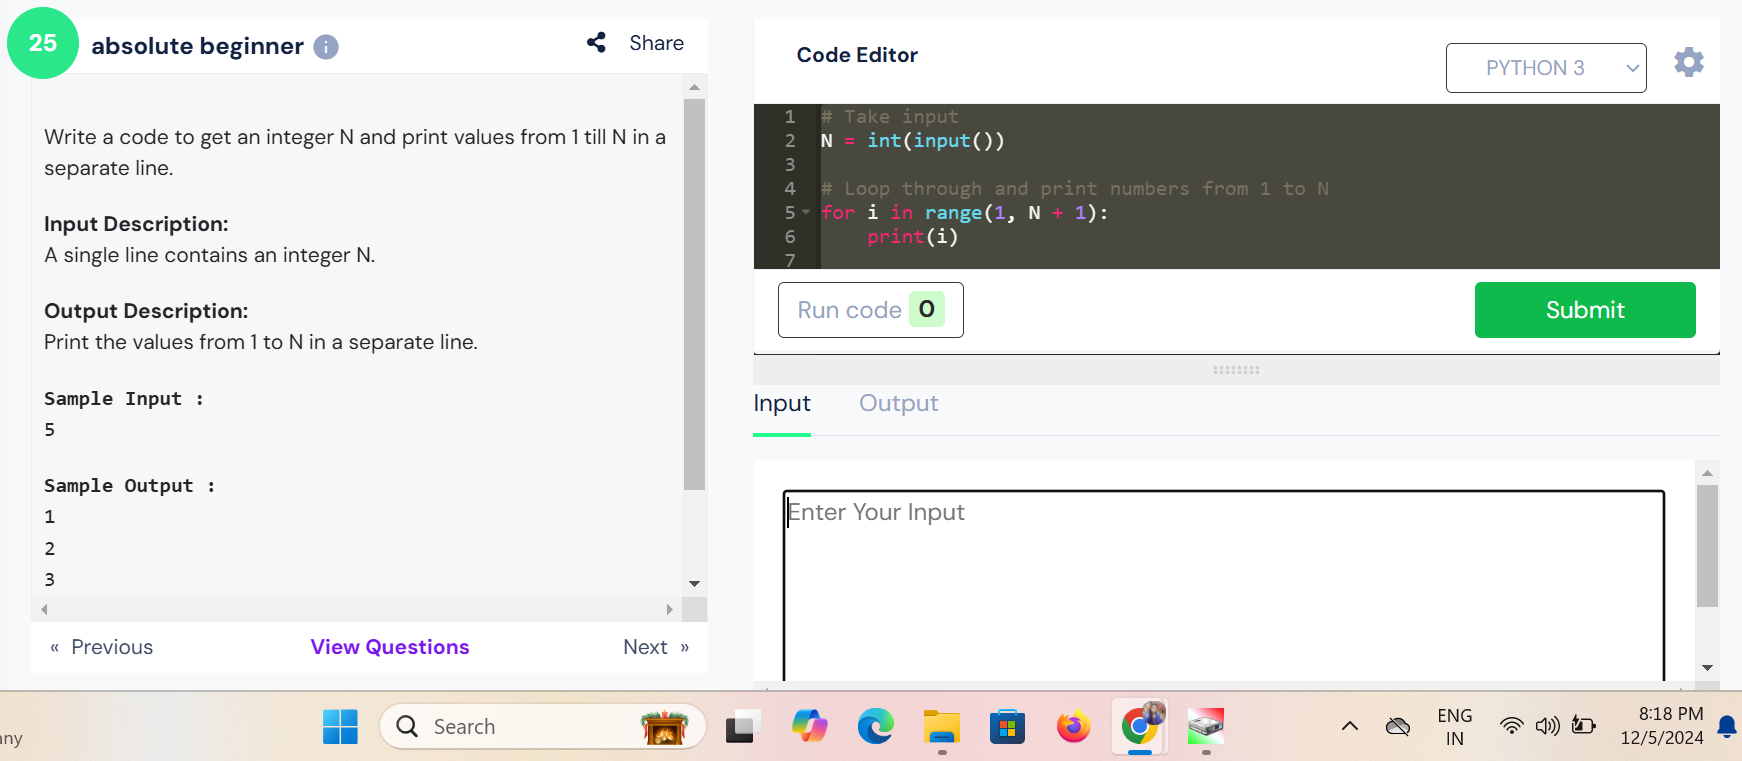 25
absolute beginner i
Share
Write a code to get an integer N and print values from 1 till N in a
separate line.
Input Description:
A single line contains an integer N.
Output Description:
Print the values from 1 to N in a separate line.
Sample Input :
5
Sample Output :
1
2
3
« Previous
View Questions
Next »
Code Editor
PYTHON 3
1 # Take input
2 N = int(input())
3
4 # Loop through and print numbers from 1 to N
5 for i in range(1, N + 1):
6     print(i)
7
Run code 0
Submit
Input
Output
Enter Your Input
nny
Search
ENG
IN
8:18 PM
12/5/2024